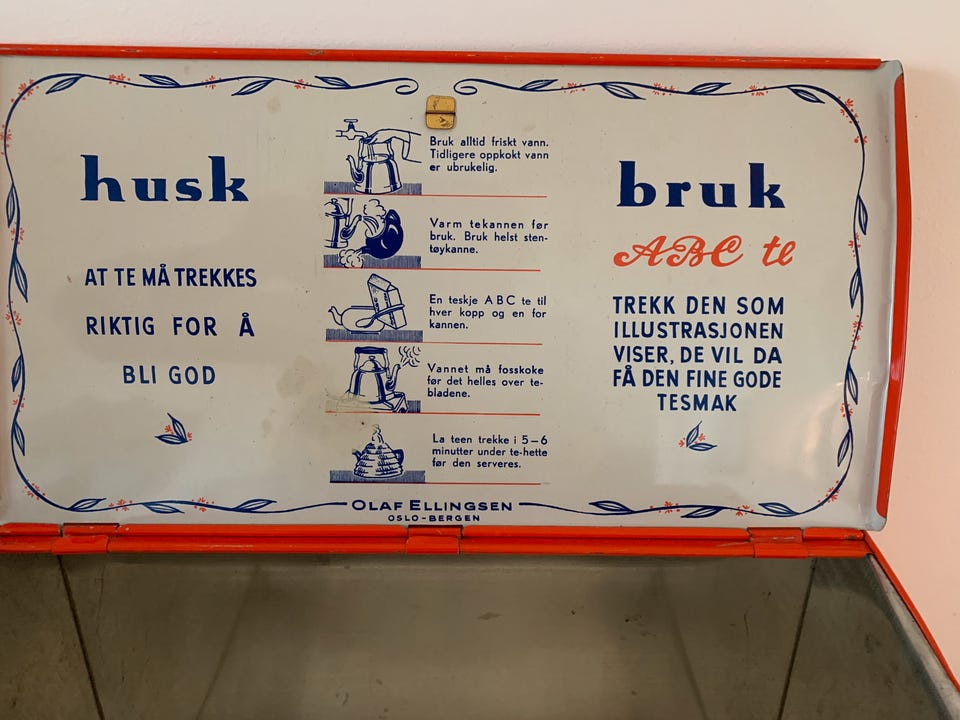 husk
AT TE MÅ TREKKES
RIKTIG FOR Å
BLI GOD
Bruk alltid friskt vann.
Tidligere oppkokt vann
er ubrukelig.
Varm tekannen før
bruk. Bruk helst sten-
tøykanne.
En teskje ABC te til
hver kopp og en for
kannen.
Vannet må fosskoke
før det helles over te-
bladene.
La teen trekke i 5–6
minutter under te-hette
før den serveres.
OLAF ELLINGSEN
OSLO-BERGEN
bruk
ABC te
TREKK DEN SOM
ILLUSTRASJONEN
VISER, DE VIL DA
FÅ DEN FINE GODE
TESMAK